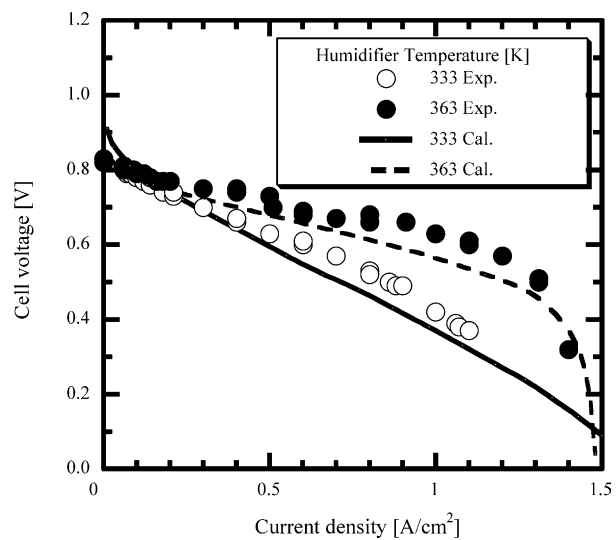 1.2
1.0
0.8
0.6
0.4
0.2
0.0
Cell voltage [V]
Humidifier Temperature [K]
333 Exp.
363 Exp.
333 Cal.
363 Cal.
0
0.5
1
1.5
Current density [A/cm2]